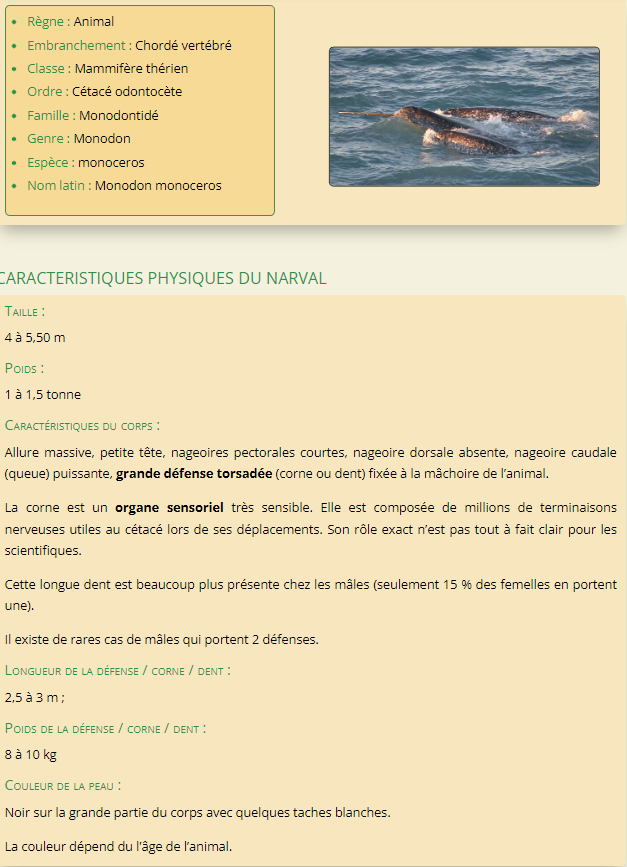 Règne : Animal
Embranchement : Chordé vertébré
Classe : Mammifère thérien
Ordre : Cétacé odontocète
Famille : Monodontidé
Genre : Monodon
Espèce : monoceros
Nom latin : Monodon monoceros
CARACTERISTIQUES PHYSIQUES DU NARVAL
Taille :
4 à 5,50 m
Poids :
1 à 1,5 tonne
Caractéristiques du corps :
Allure massive, petite tête, nageoires pectorales courtes, nageoire dorsale absente, nageoire caudale
(queue) puissante, grande défense torsadée (corne ou dent) fixée à la mâchoire de l'animal.
La corne est un organe sensoriel très sensible. Elle est composée de millions de terminaisons
nerveuses utiles au cétacé lors de ses déplacements. Son rôle exact n'est pas tout à fait clair pour les
scientifiques.
Cette longue dent est beaucoup plus présente chez les mâles (seulement 15 % des femelles en portent
une).
Il existe de rares cas de mâles qui portent 2 défenses.
Longueur de la défense / corne / dent :
2,5 à 3 m ;
Poids de la défense / corne / dent :
8 à 10 kg
Couleur de la peau :
Noir sur la grande partie du corps avec quelques taches blanches.
La couleur dépend du l'âge de l'animal.